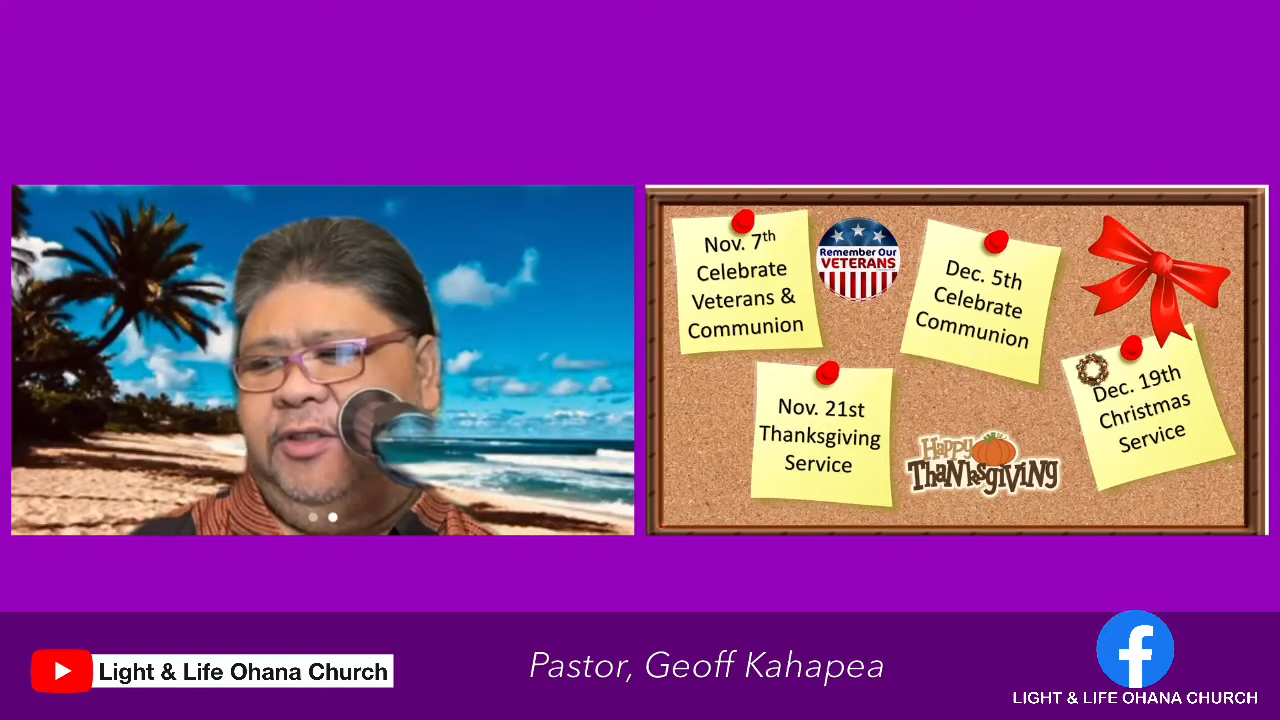 Nov. 7th
Celebrate
Veterans &
Communion
Remember Our
VETERANS
Dec. 5th
Celebrate
Communion
Nov. 21st
Thanksgiving
Service
Happy
THANKSGIVING
Dec. 19th
Christmas
Service
Light & Life Ohana Church
Pastor, Geoff Kahapea
LIGHT & LIFE OHANA CHURCH